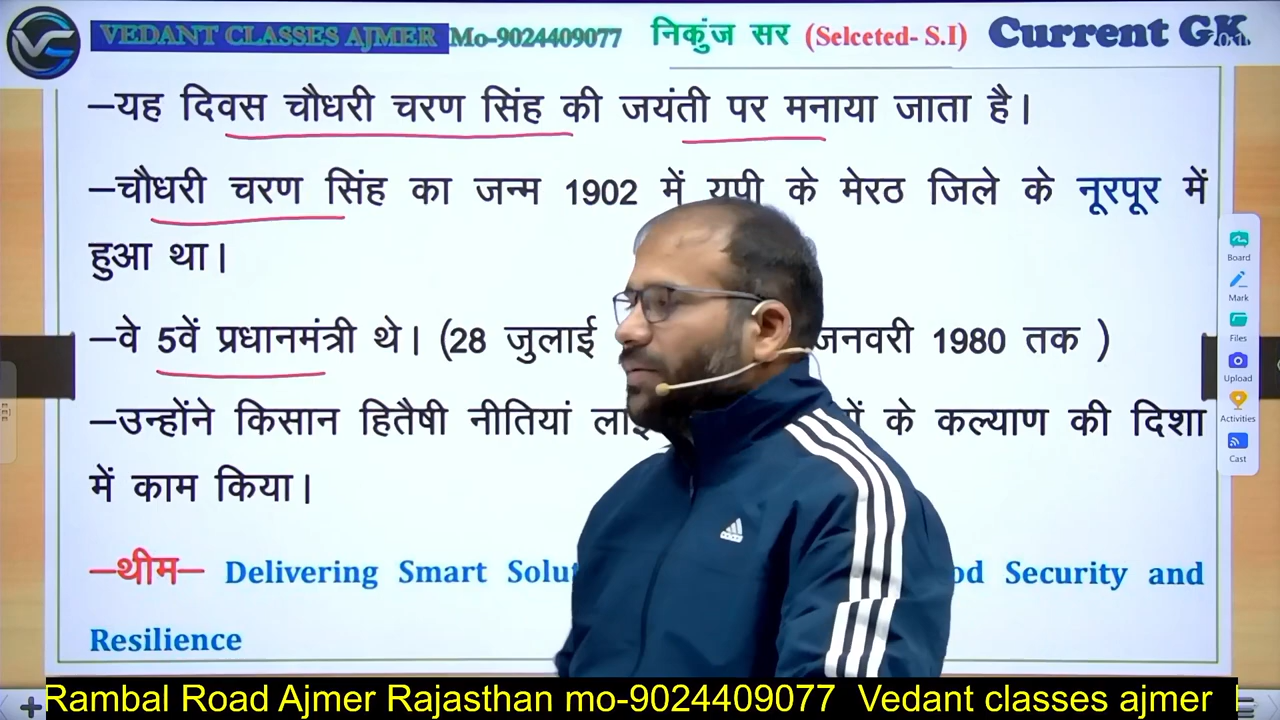 VEDANT CLASSES AJMER Mo-9024409077 निकुंज सर (Selceted- S.I) Current GK
–यह दिवस चौधरी चरण सिंह की जयंती पर मनाया जाता है।
–चौधरी चरण सिंह का जन्म 1902 में यूपी के मेरठ जिले के नूरपूर में
हुआ था।
–वे 5वें प्रधानमंत्री थे। (28 जुलाई जनवरी 1980 तक )
–उन्होंने किसान हितैषी नीतियां के कल्याण की दिशा
में काम किया।
–थीम– Delivering Smart Security and
Resilience
Board
Mark
Files
Upload
Activities
Cast
Rambal Road Ajmer Rajasthan mo-9024409077 Vedant classes ajmer